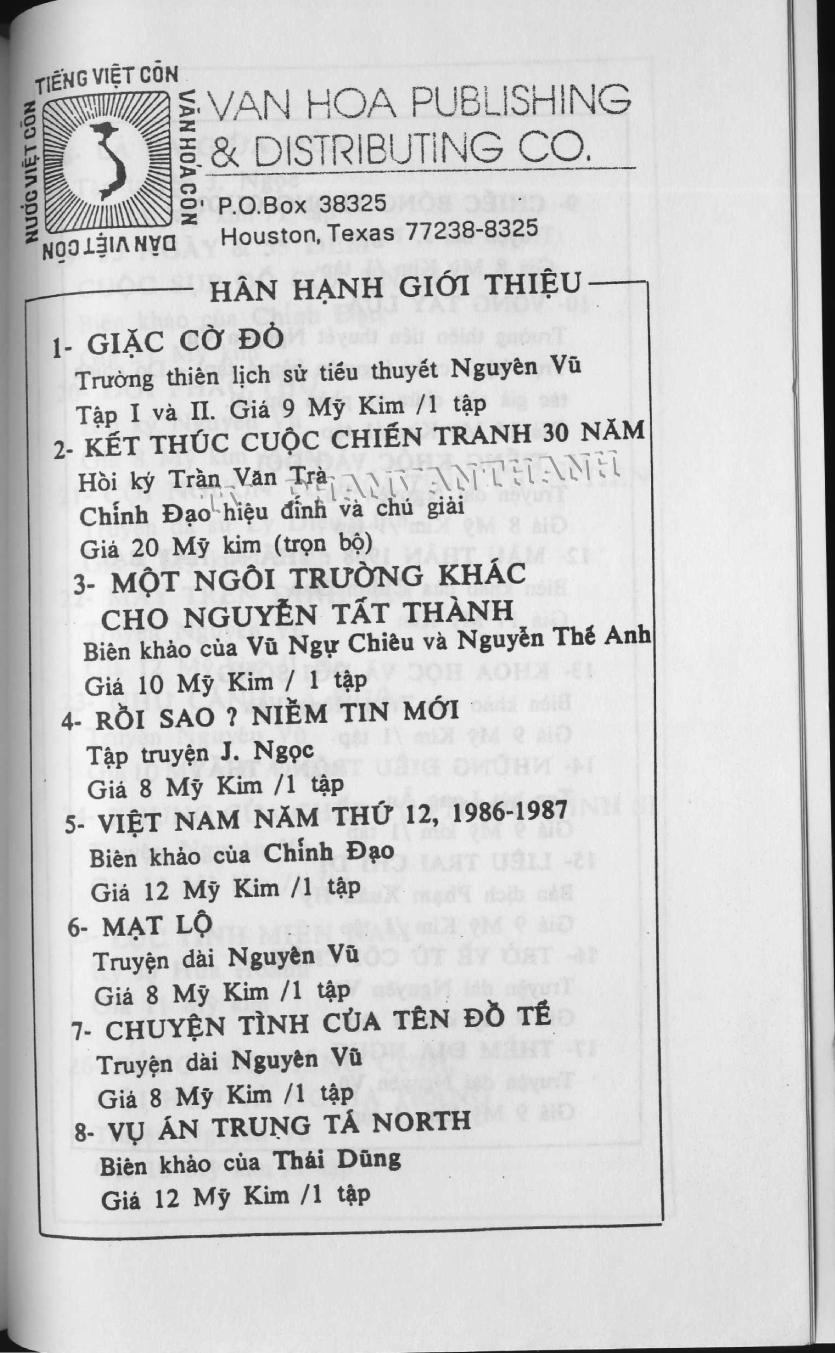 TIẾNG VIỆT CÒN
VĂN HOÁ CÒN
DÂN VIỆT CÒN
NƯỚC VIỆT CÒN
VAN HOA PUBLISHING
& DISTRIBUTING CO.
P.O.Box 38325
Houston, Texas 77238-8325
HÂN HẠNH GIỚI THIỆU
1- GIẶC CỜ ĐỎ
Trường thiên lịch sử tiểu thuyết Nguyên Vũ
Tập I và II. Giá 9 Mỹ Kim /1 tập
2- KẾT THÚC CUỘC CHIẾN TRANH 30 NĂM
Hồi ký Trần Văn Trà
Chính Đạo hiệu đính và chú giải
Giá 20 Mỹ kim (trọn bộ)
3- MỘT NGÔI TRƯỜNG KHÁC
CHO NGUYỄN TẤT THÀNH
Biên khảo của Vũ Ngự Chiêu và Nguyễn Thế Anh
Giá 10 Mỹ Kim / 1 tập
4- RỒI SAO ? NIỀM TIN MỚI
Tập truyện J. Ngọc
Giá 8 Mỹ Kim /1 tập
5- VIỆT NAM NĂM THỨ 12, 1986-1987
Biên khảo của Chính Đạo
Giá 12 Mỹ Kim /1 tập
6- MẠT LỘ
Truyện dài Nguyên Vũ
Giá 8 Mỹ Kim /1 tập
7- CHUYỆN TÌNH CỦA TÊN ĐỒ TỂ
Truyện dài Nguyên Vũ
Giá 8 Mỹ Kim /1 tập
8- VỤ ÁN TRUNG TÁ NORTH
Biên khảo của Thái Dũng
Giá 12 Mỹ Kim /1 tập